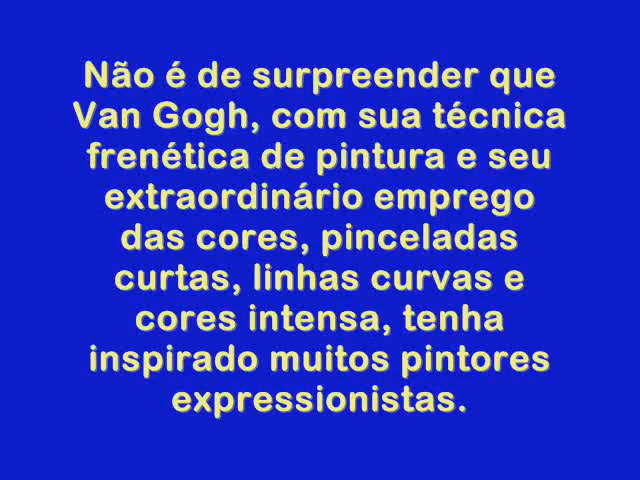 Não é de surpreender que
Van Gogh, com sua técnica
frenética de pintura e seu
extraordinário emprego
das cores, pinceladas
curtas, linhas curvas e
cores intensa, tenha
inspirado muitos pintores
expressionistas.